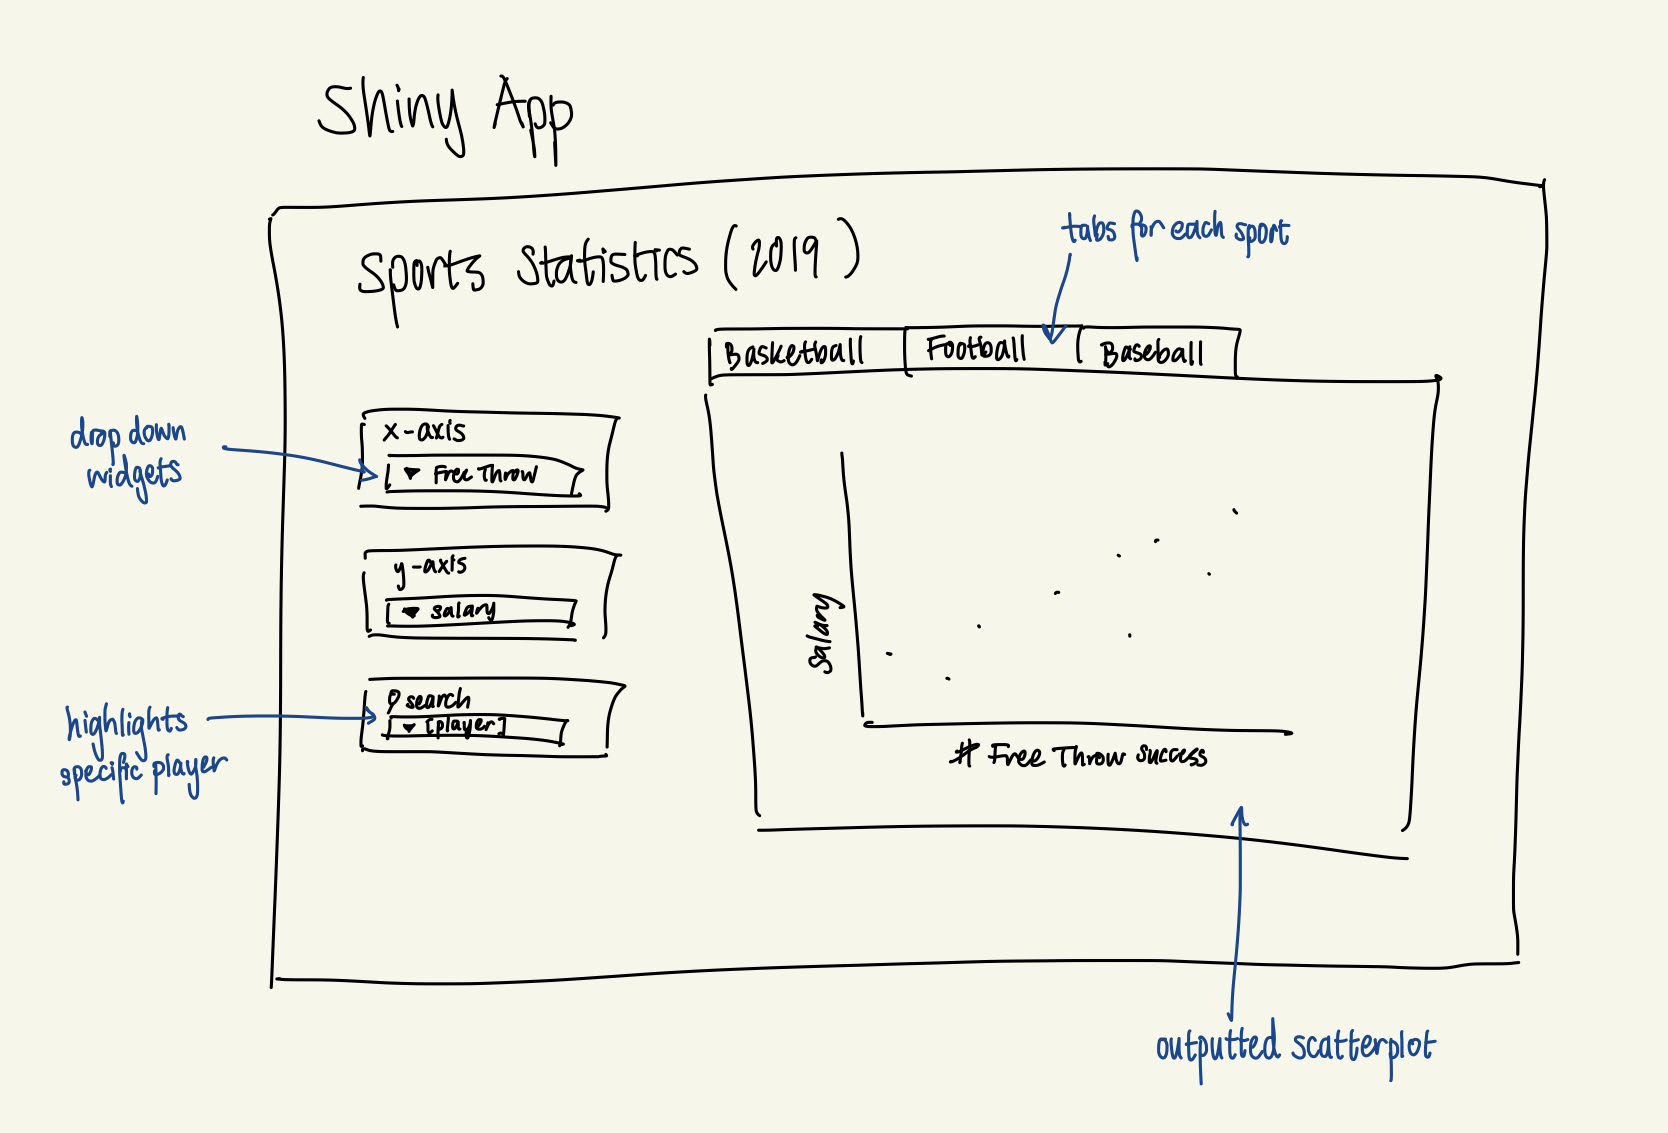 Shiny App
Sports Statistics (2019)
tabs for each sport
Basketball Football Baseball
drop down
widgets
x-axis
Free Throw
y-axis
salary
search
[player]
highlights
specific player
salary
# Free Throw success
outputted scatterplot